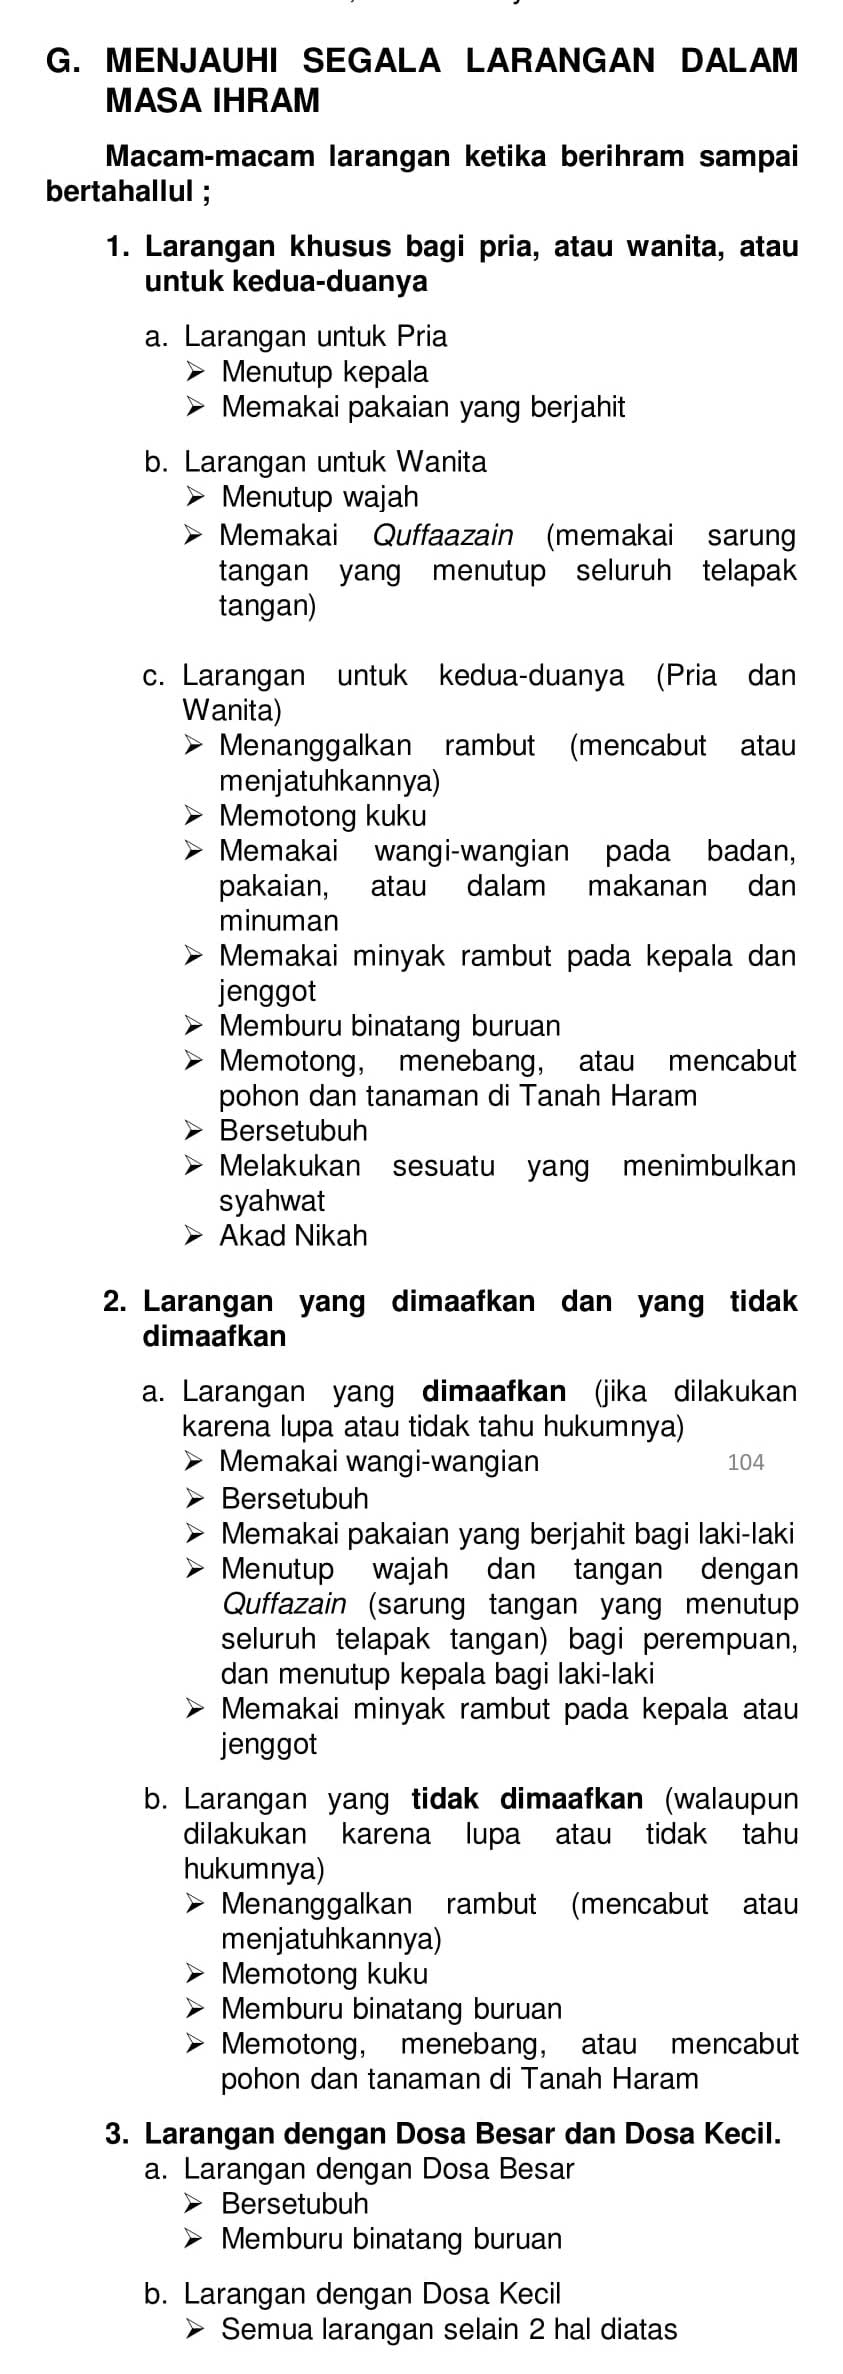 G. MENJAUHI SEGALA LARANGAN DALAM
MASA IHRAM
Macam-macam larangan ketika berihram sampai
bertahallul ;
1. Larangan khusus bagi pria, atau wanita, atau
untuk kedua-duanya
a. Larangan untuk Pria
➢ Menutup kepala
➢ Memakai pakaian yang berjahit
b. Larangan untuk Wanita
➢ Menutup wajah
➢ Memakai Quffaazain (memakai sarung
tangan yang menutup seluruh telapak
tangan)
c. Larangan untuk kedua-duanya (Pria dan
Wanita)
➢ Menanggalkan rambut (mencabut atau
menjatuhkannya)
➢ Memotong kuku
➢ Memakai wangi-wangian pada badan,
pakaian, atau dalam makanan dan
minuman
➢ Memakai minyak rambut pada kepala dan
jenggot
➢ Memburu binatang buruan
➢ Memotong, menebang, atau mencabut
pohon dan tanaman di Tanah Haram
➢ Bersetubuh
➢ Melakukan sesuatu yang menimbulkan
syahwat
➢ Akad Nikah
2. Larangan yang dimaafkan dan yang tidak
dimaafkan
a. Larangan yang dimaafkan (jika dilakukan
karena lupa atau tidak tahu hukumnya)
➢ Memakai wangi-wangian
104
➢ Bersetubuh
➢ Memakai pakaian yang berjahit bagi laki-laki
➢ Menutup wajah dan tangan dengan
Quffazain (sarung tangan yang menutup
seluruh telapak tangan) bagi perempuan,
dan menutup kepala bagi laki-laki
➢ Memakai minyak rambut pada kepala atau
jenggot
b. Larangan yang tidak dimaafkan (walaupun
dilakukan karena lupa atau tidak tahu
hukumnya)
➢ Menanggalkan rambut (mencabut atau
menjatuhkannya)
➢ Memotong kuku
➢ Memburu binatang buruan
➢ Memotong, menebang, atau mencabut
pohon dan tanaman di Tanah Haram
3. Larangan dengan Dosa Besar dan Dosa Kecil.
a. Larangan dengan Dosa Besar
➢ Bersetubuh
➢ Memburu binatang buruan
b. Larangan dengan Dosa Kecil
➢ Semua larangan selain 2 hal diatas